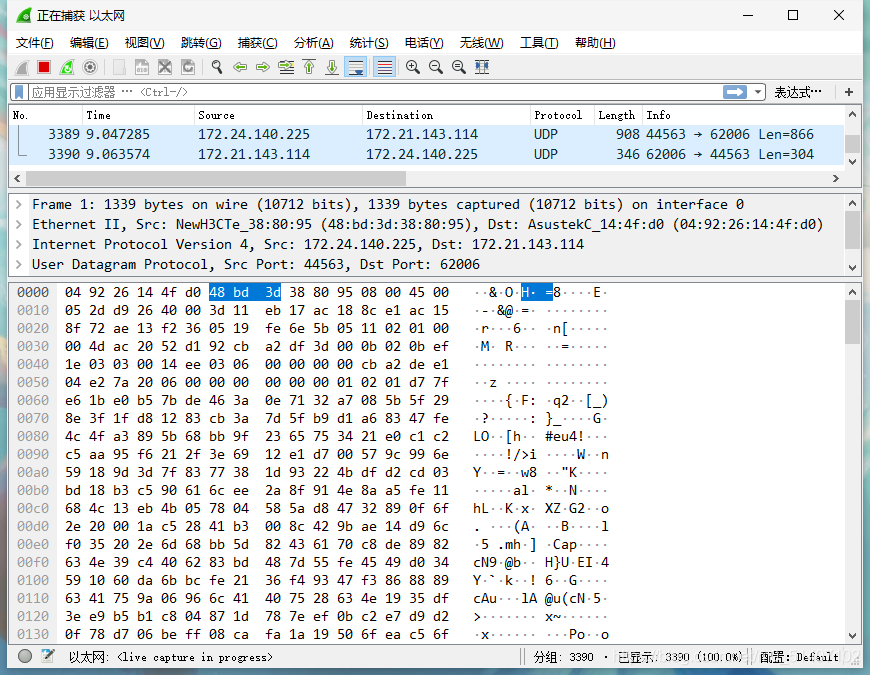 正在捕获 以太网
文件(F) 编辑(E) 视图(V) 跳转(G) 捕获(C) 分析(A) 统计(S) 电话(Y) 无线(W) 工具(T) 帮助(H)
应用显示过滤器 … <Ctrl-/> 表达式… +
No. Time Source Destination Protocol Length Info
3389 9.047285 172.24.140.225 172.21.143.114 UDP 908 44563 → 62006 Len=866
3390 9.063574 172.21.143.114 172.24.140.225 UDP 346 62006 → 44563 Len=304
Frame 1: 1339 bytes on wire (10712 bits), 1339 bytes captured (10712 bits) on interface 0
Ethernet II, Src: NewH3CTe_38:80:95 (48:bd:3d:38:80:95), Dst: AsustekC_14:4f:d0 (04:92:26:14:4f:d0)
Internet Protocol Version 4, Src: 172.24.140.225, Dst: 172.21.143.114
User Datagram Protocol, Src Port: 44563, Dst Port: 62006
0000 04 92 26 14 4f d0 48 bd 3d 38 80 95 08 00 45 00 ··&·O·H· =8····E·
0010 05 2d d9 26 40 00 3d 11 eb 17 ac 18 8c e1 ac 15 ·-·&@·=· ········
0020 8f 72 ae 13 f2 36 05 19 fe 6e 5b 05 11 02 01 00 ·r···6·· ·n[·····
0030 00 4d ac 20 52 d1 92 cb a2 df 3d 00 0b 02 0b ef ·M· R··· ··=·····
0040 1e 03 03 00 14 ee 03 06 00 00 00 00 cb a2 de e1 ········ ········
0050 04 e2 7a 20 06 00 00 00 00 00 00 01 02 01 d7 7f ··z ···· ········
0060 e6 1b e0 b5 7b de 46 3a 0e 71 32 a7 08 5b 5f 29 ····{·F: ·q2··[_)
0070 8e 3f 1f d8 12 83 cb 3a 7d 5f b9 d1 a6 83 47 fe ·?·····: }_····G·
0080 4c 4f a3 89 5b 68 bb 9f 23 65 75 34 21 e0 c1 c2 LO··[h·· #eu4!···
0090 c5 aa 95 f6 21 2f 3e 69 12 e1 d7 00 57 9c 99 6e ····!/>i ····W··n
00a0 59 18 9d 3d 7f 83 77 38 1d 93 22 4b df d2 cd 03 Y··=··w8 ··"K····
00b0 bd 18 b3 c5 90 61 6c ee 2a 8f 91 4e 8a a5 fe 11 ·····al· *··N····
00c0 68 4c 13 eb 4b 05 78 04 58 5a d8 47 32 89 0f 6f hL··K·x· XZ·G2··o
00d0 2e 20 00 1a c5 28 41 b3 00 8c 42 9b ae 14 d9 6c . ···(A· ··B····l
00e0 f0 35 20 2e 6d 68 bb 5d 82 43 61 70 c8 de 89 82 ·5 .mh·] ·Cap····
00f0 63 4e 39 c4 40 62 83 bd 48 7d 55 fe 45 49 d0 34 cN9·@b·· H}U·EI·4
0100 59 10 60 da 6b bc fe 21 36 f4 93 47 f3 86 88 89 Y·`·k··! 6··G····
0110 63 41 75 9a 06 96 6c 41 40 75 28 63 4e 19 35 df cAu···lA @u(cN·5·
0120 3e e9 b5 b1 c8 04 87 1d 78 7e ef 0b c2 e7 d9 d2 >······· x~······
0130 0f 78 d7 06 be ff 08 ca fa 1a 19 50 6f ea c5 6f ·x······ ···Po··o
以太网: <live capture in progress> 分组: 3390 · 已显示: 3390 (100.0%) 配置: Default